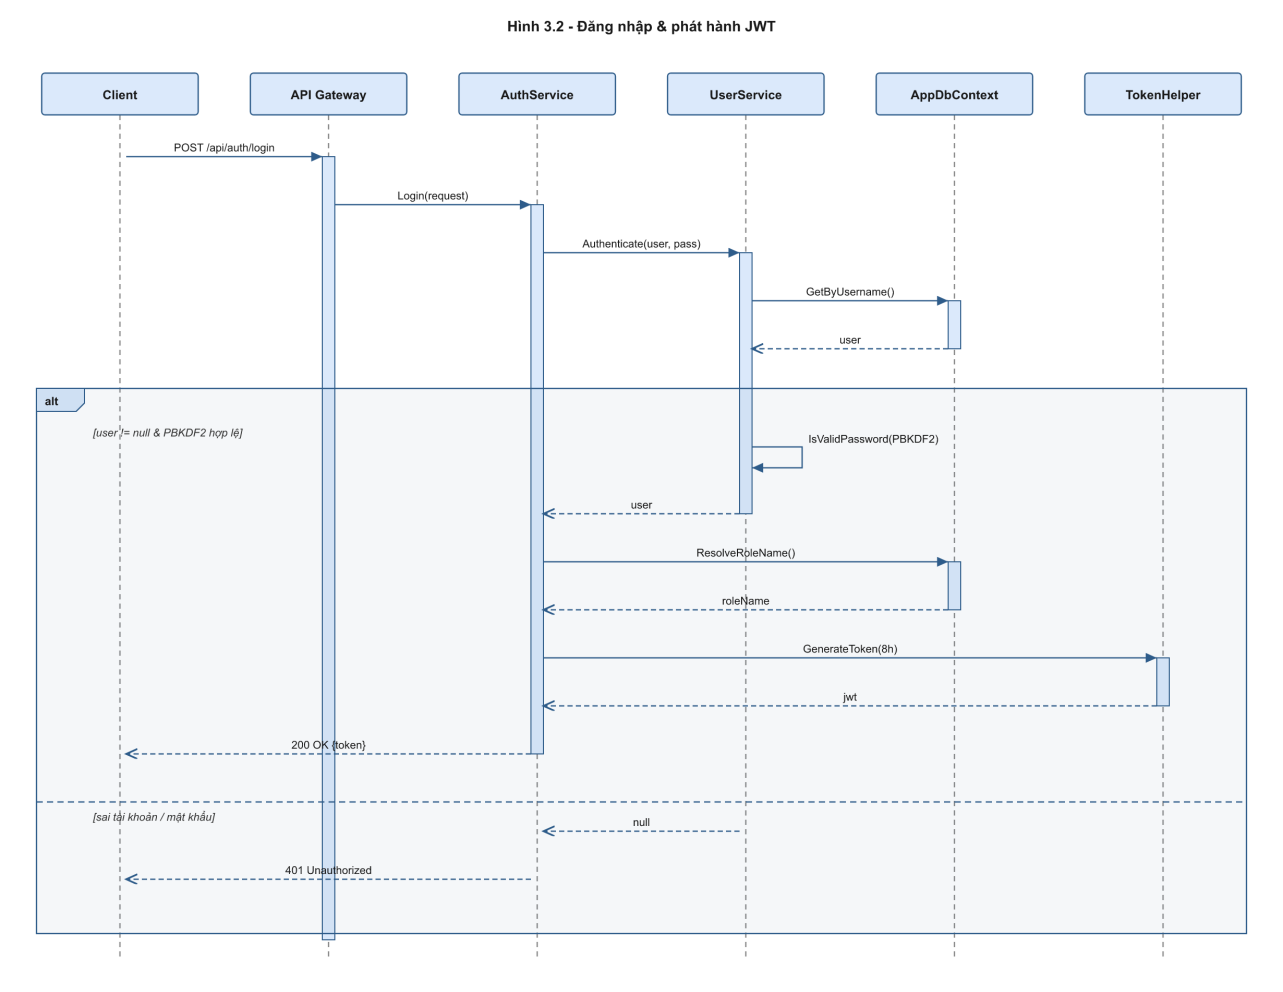 Hình 3.2 - Đăng nhập & phát hành JWT
Client
API Gateway
AuthService
UserService
AppDbContext
TokenHelper
POST /api/auth/login
Login(request)
Authenticate(user, pass)
GetByUsername()
user
alt
[user != null & PBKDF2 hợp lệ]
IsValidPassword(PBKDF2)
user
ResolveRoleName()
roleName
GenerateToken(8h)
jwt
200 OK {token}
[sai tài khoản / mật khẩu]
null
401 Unauthorized